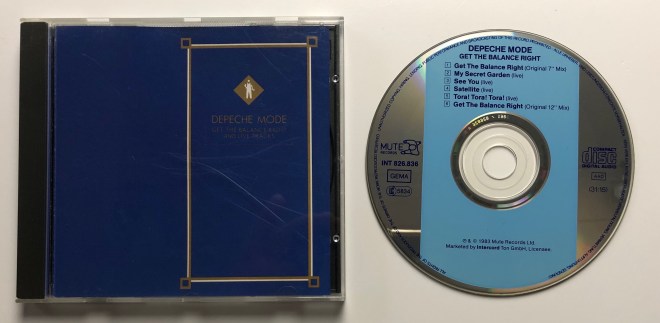 DEPECHE MODE
GET THE BALANCE RIGHT
DEPECHE MODE
GET THE BALANCE RIGHT
1 Get The Balance Right (Original 7" Mix)
2 My Secret Garden (live)
3 See You (live)
4 Satellite (live)
5 Tora! Tora! Tora! (live)
6 Get The Balance Right (Original 12" Mix)
MUTE
RECORDS
INT 826.836
GEMA
COMPACT
disc
DIGITAL AUDIO
℗ & © 1983 Mute Records Ltd.
Marketed by Intercord Ton GmbH, Licensee.